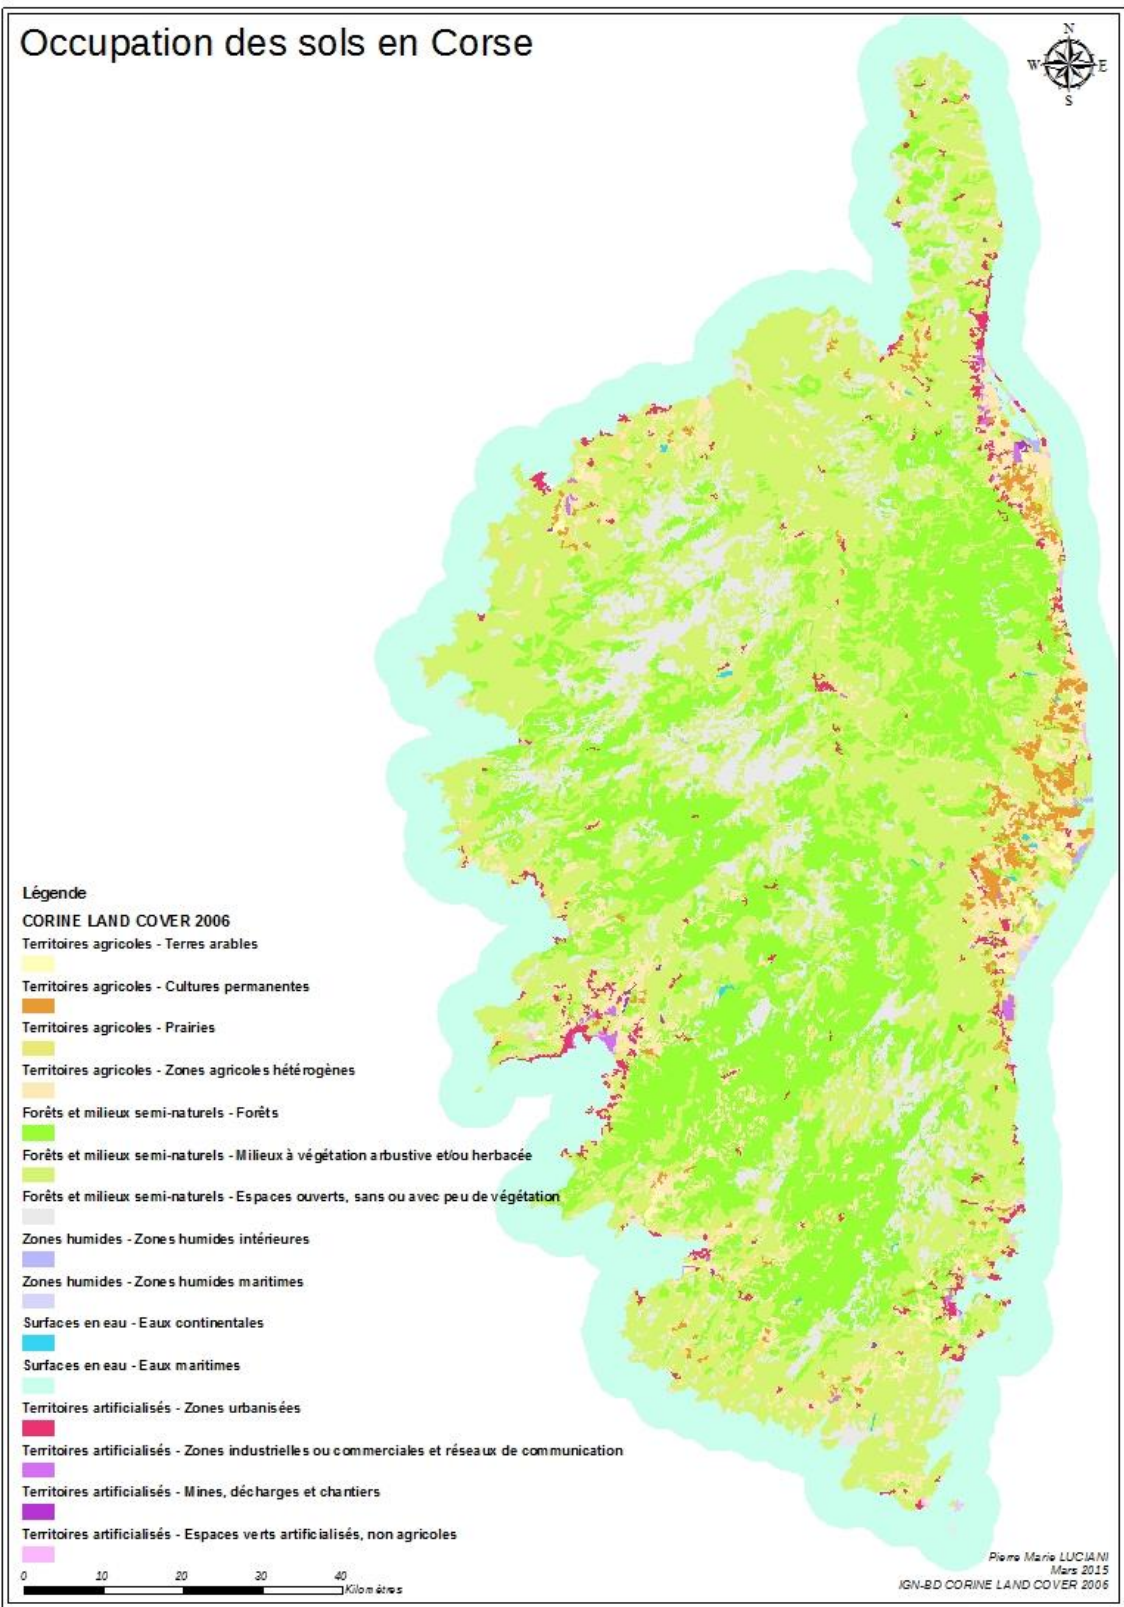 Occupation des sols en Corse
N
W E
S
Légende
CORINE LAND COVER 2006
Territoires agricoles - Terres arables
Territoires agricoles - Cultures permanentes
Territoires agricoles - Prairies
Territoires agricoles - Zones agricoles hétérogènes
Forêts et milieux semi-naturels - Forêts
Forêts et milieux semi-naturels - Milieux à végétation arbustive et/ou herbacée
Forêts et milieux semi-naturels - Espaces ouverts, sans ou avec peu de végétation
Zones humides - Zones humides intérieures
Zones humides - Zones humides maritimes
Surfaces en eau - Eaux continentales
Surfaces en eau - Eaux maritimes
Territoires artificialisés - Zones urbanisées
Territoires artificialisés - Zones industrielles ou commerciales et réseaux de communication
Territoires artificialisés - Mines, décharges et chantiers
Territoires artificialisés - Espaces verts artificialisés, non agricoles
0 10 20 30 40
Kilomètres
Pierre Marie LUCIANI
Mars 2015
IGN-BD CORINE LAND COVER 2006